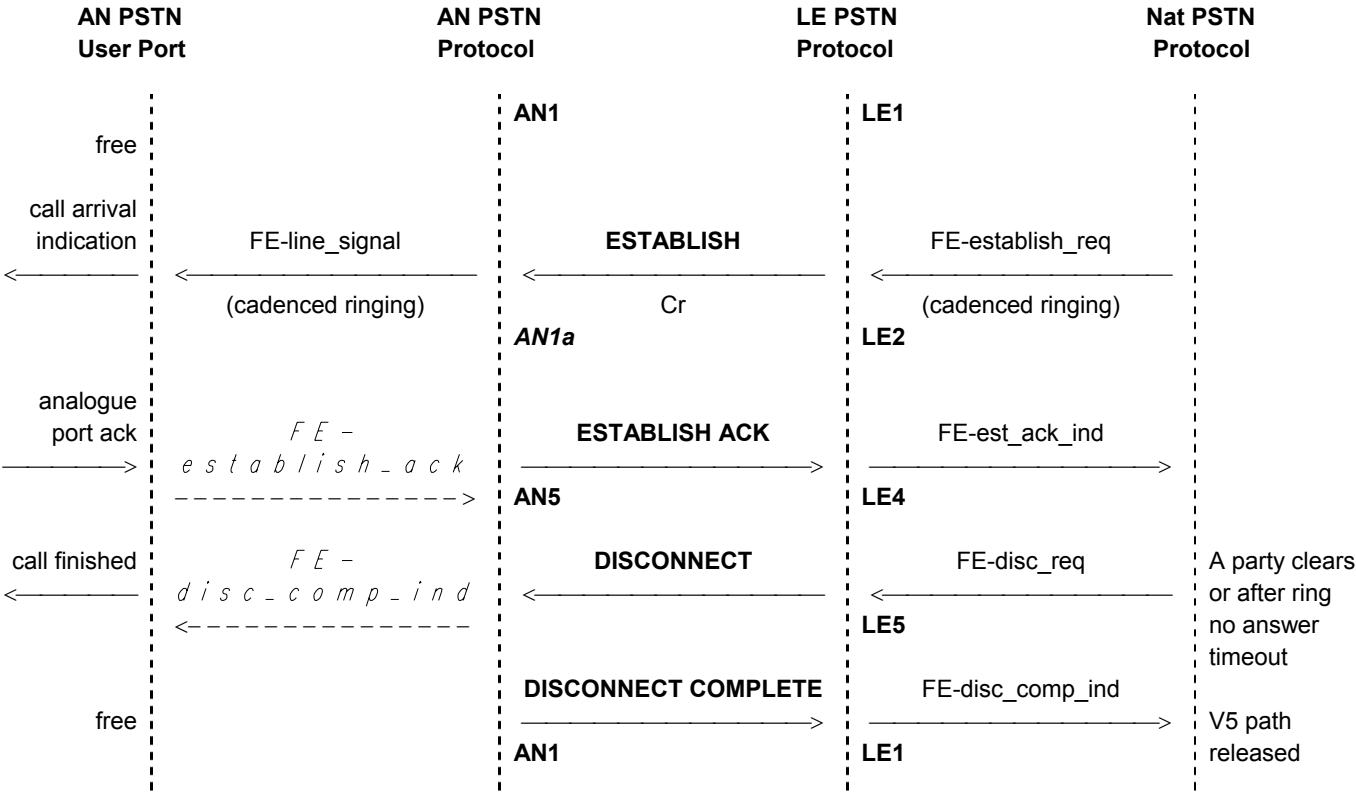 AN PSTN AN PSTN LE PSTN Nat PSTN
User Port Protocol Protocol Protocol
AN1 LE1
free
call arrival
indication FE-line_signal ESTABLISH FE-establish_req
(cadenced ringing) Cr (cadenced ringing)
AN1a LE2
analogue
port ack FE- ESTABLISH ACK FE-est_ack_ind
establish_ack
AN5 LE4
call finished FE- DISCONNECT FE-disc_req A party clears
disc_comp_ind or after ring
LE5 no answer
timeout
DISCONNECT COMPLETE FE-disc_comp_ind
free V5 path
AN1 LE1 released